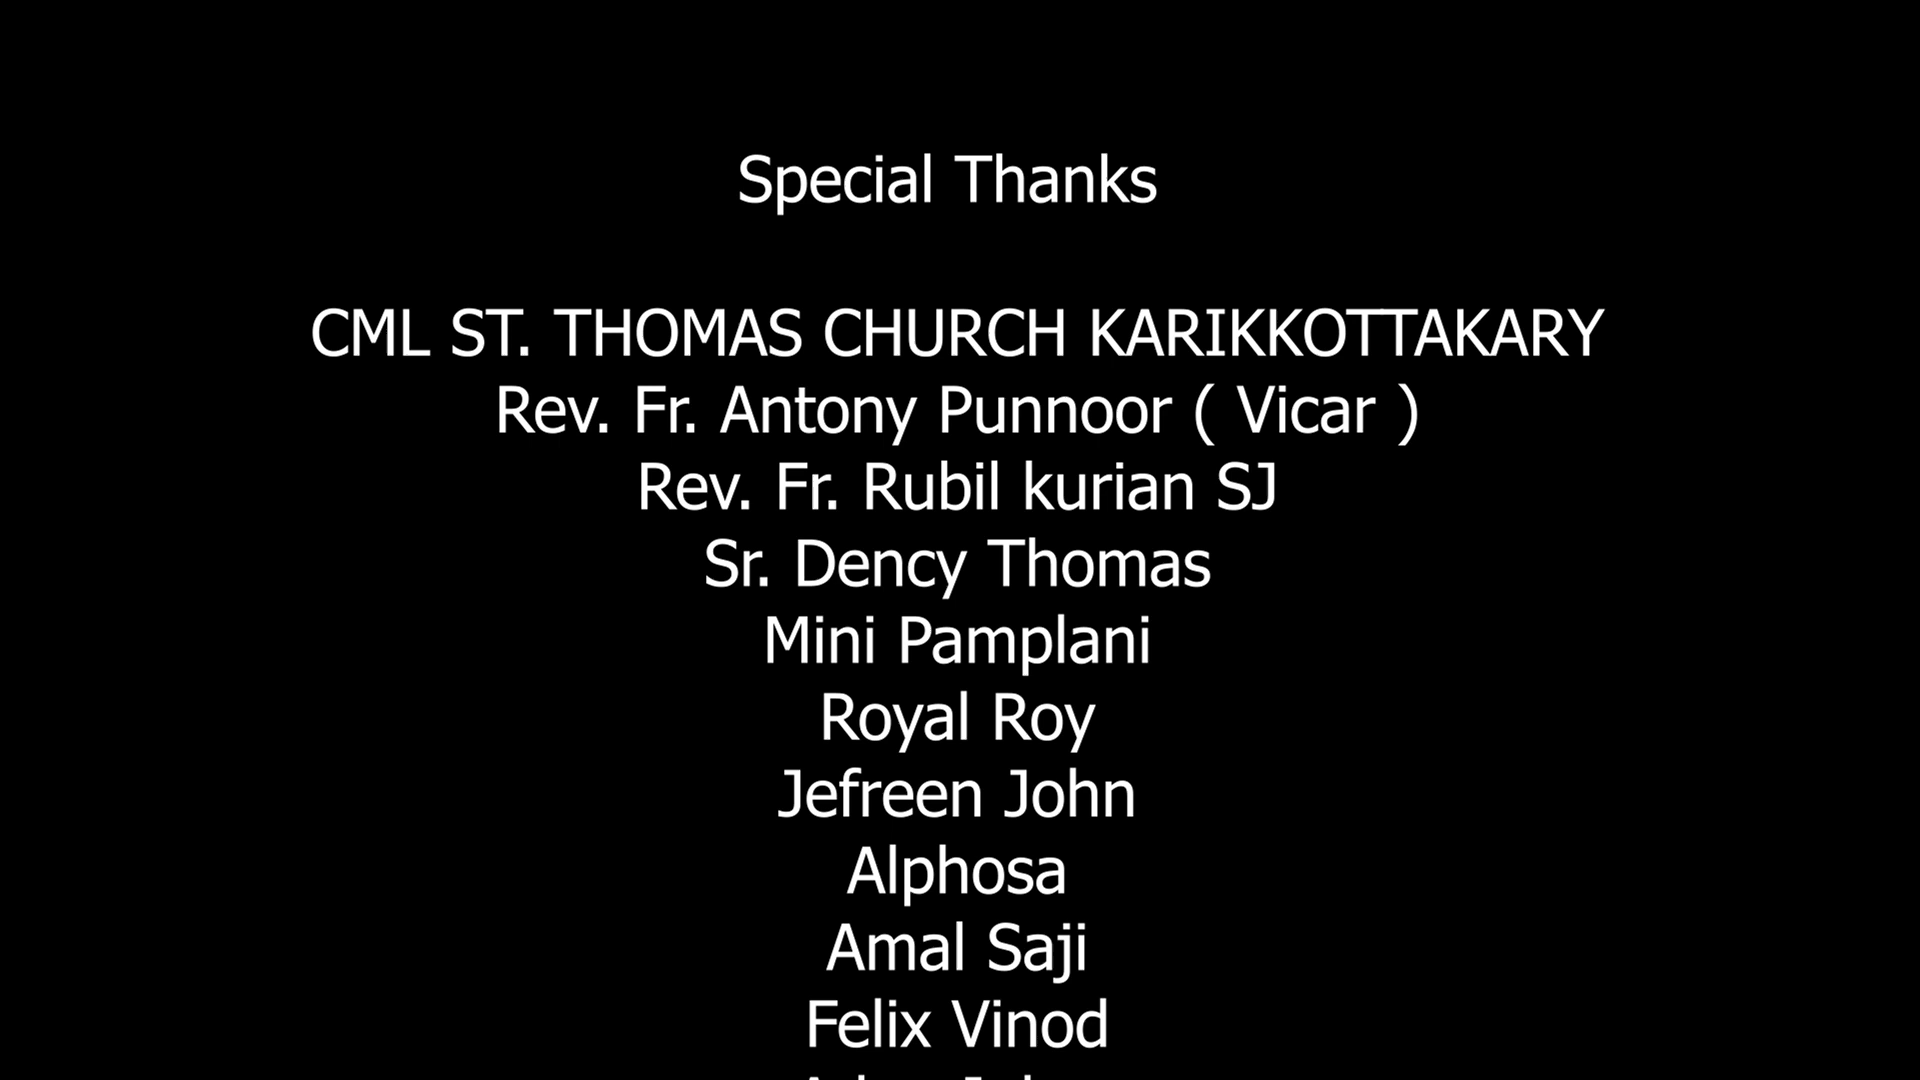 Special Thanks
CML ST. THOMAS CHURCH KARIKKOTTAKARY
Rev. Fr. Antony Punnoor ( Vicar )
Rev. Fr. Rubil kurian SJ
Sr. Dency Thomas
Mini Pamplani
Royal Roy
Jefreen John
Alphosa
Amal Saji
Felix Vinod